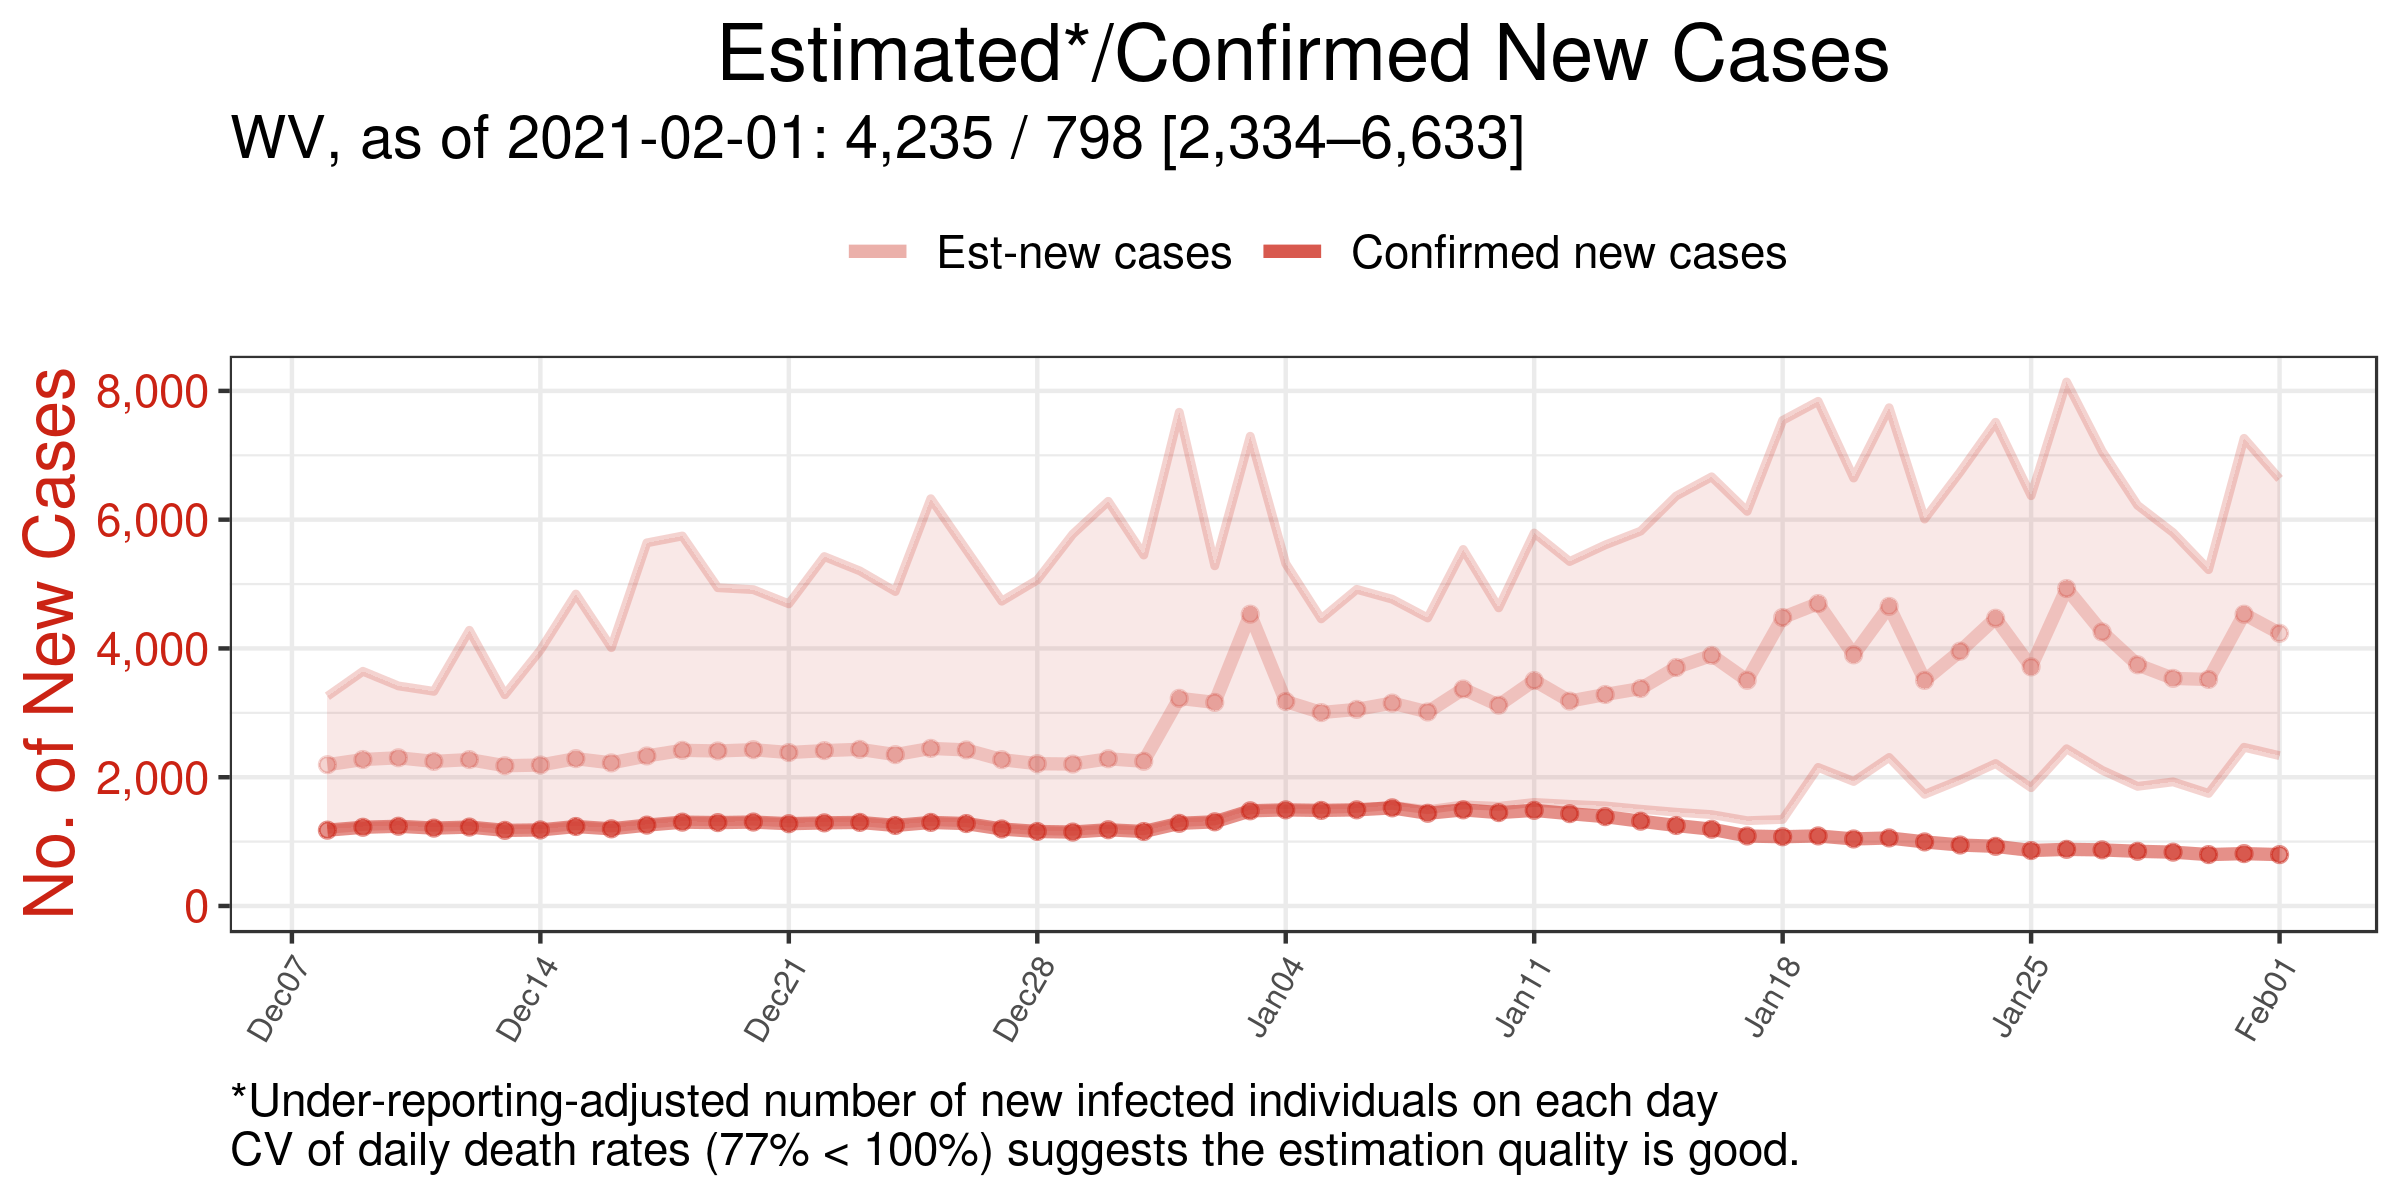 Estimated*/Confirmed New Cases
WV, as of 2021-02-01: 4,235 / 798 [2,334–6,633]
Est-new cases Confirmed new cases
No. of New Cases
8,000
6,000
4,000
2,000
0
Dec07 Dec14 Dec21 Dec28 Jan04 Jan11 Jan18 Jan25 Feb01
*Under-reporting-adjusted number of new infected individuals on each day
CV of daily death rates (77% < 100%) suggests the estimation quality is good.